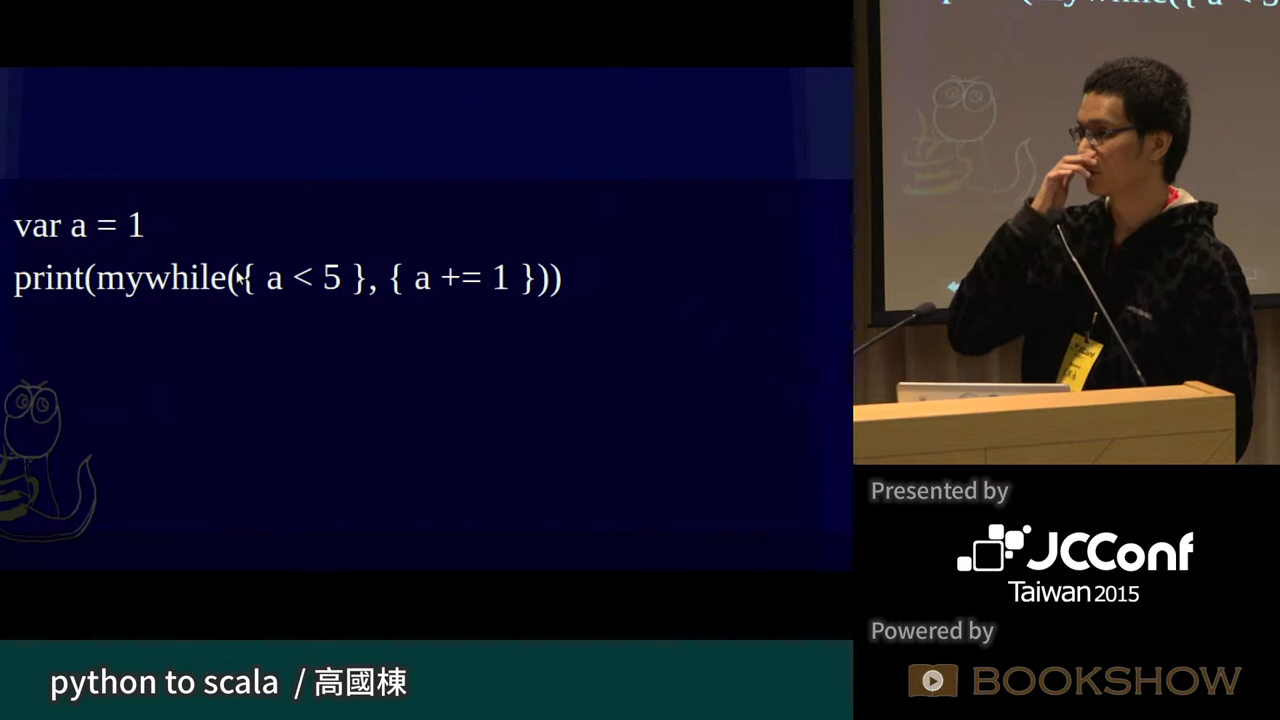 var a = 1
print(mywhile({ a < 5 }, { a += 1 }))
Presented by
JCConf
Taiwan 2015
Powered by
BOOKSHOW
python to scala / 高國棟